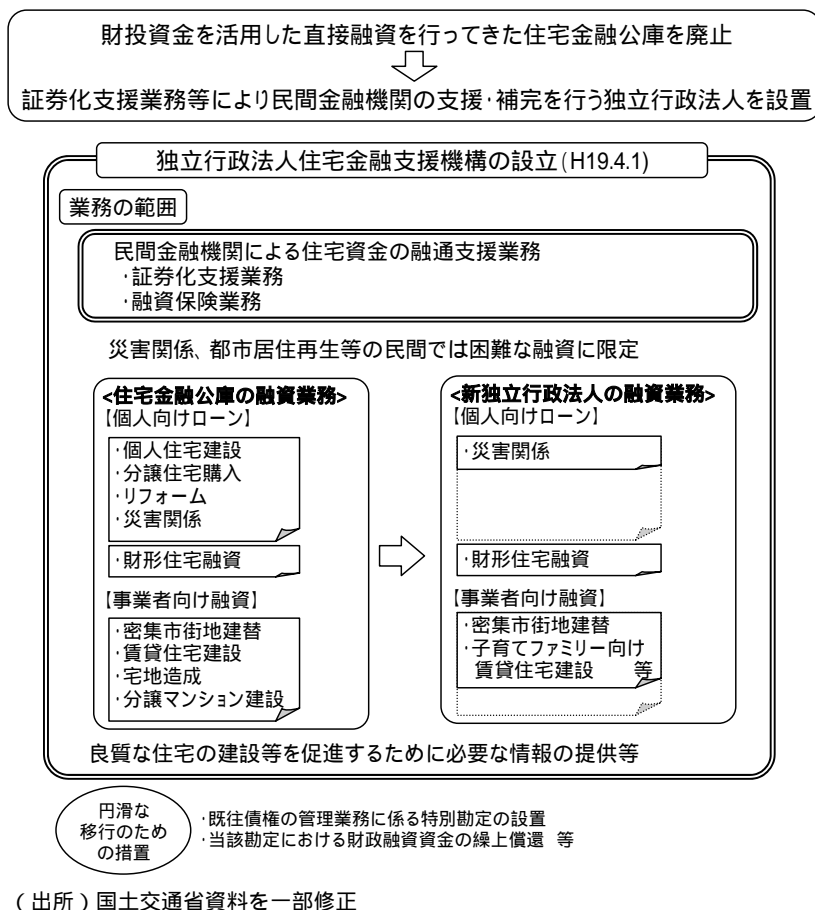 財投資金を活用した直接融資を行ってきた住宅金融公庫を廃止
証券化支援業務等により民間金融機関の支援・補完を行う独立行政法人を設置
独立行政法人住宅金融支援機構の設立(H19.4.1)
業務の範囲
民間金融機関による住宅資金の融通支援業務
・証券化支援業務
・融資保険業務
災害関係、都市居住再生等の民間では困難な融資に限定
<住宅金融公庫の融資業務>
【個人向けローン】
・個人住宅建設
・分譲住宅購入
・リフォーム
・災害関係
・財形住宅融資
【事業者向け融資】
・密集市街地建替
・賃貸住宅建設
・宅地造成
・分譲マンション建設
<新独立行政法人の融資業務>
【個人向けローン】
・災害関係
・財形住宅融資
【事業者向け融資】
・密集市街地建替
・子育てファミリー向け
賃貸住宅建設 等
良質な住宅の建設等を促進するために必要な情報の提供等
円滑な
移行のため
の措置
・既往債権の管理業務に係る特別勘定の設置
・当該勘定における財政融資資金の繰上償還 等
(出所)国土交通省資料を一部修正